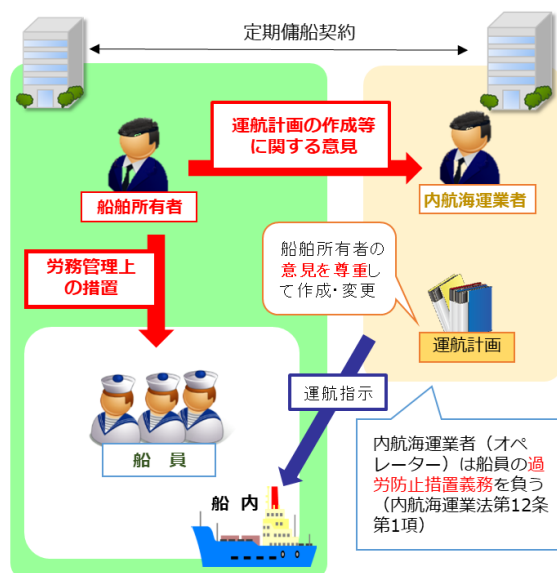 定期傭船契約
運航計画の作成等
に関する意見
船舶所有者
内航海運業者
労務管理上
の措置
船舶所有者の
意見を尊重し
て作成・変更
運航計画
運航指示
船 員
船 内
内航海運業者（オペ
レーター）は船員の過
労防止措置義務を負う
（内航海運業法第12条
第1項）